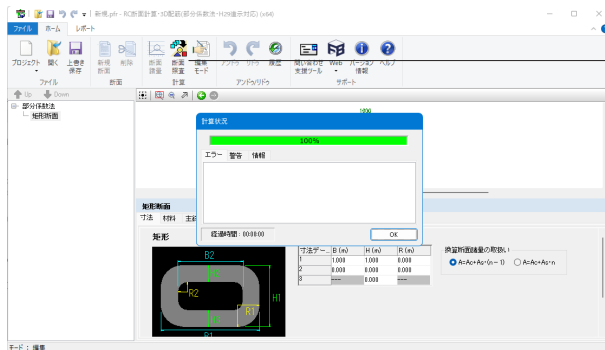 新規.pfr - RC断面計算・3D配筋(部分係数法・H29道示対応) (x64)
ファイル ホーム レポート
プロジェクト 開く 上書き保存 新規断面 削除 断面諸量 断面照査 編集モード アンドゥ リドゥ 履歴 問い合わせ支援ツール Web バージョン情報 ヘルプ
ファイル 断面 計算 アンドゥ/リドゥ サポート
Up Down
部分係数法
矩形断面
計算状況
100%
エラー 警告 情報
経過時間 : 00:00:00
OK
矩形断面
寸法 材料
矩形
B2
H2
R2
H1
R1
B1
寸法デー... B (m) H (m) R (m)
1 1.000 1.000 0.000
2 0.000 0.000 0.000
3 --- 0.000 ---
換算断面諸量の取扱い
A=Ac+As・(n-1) A=Ac+As・n
モード : 編集